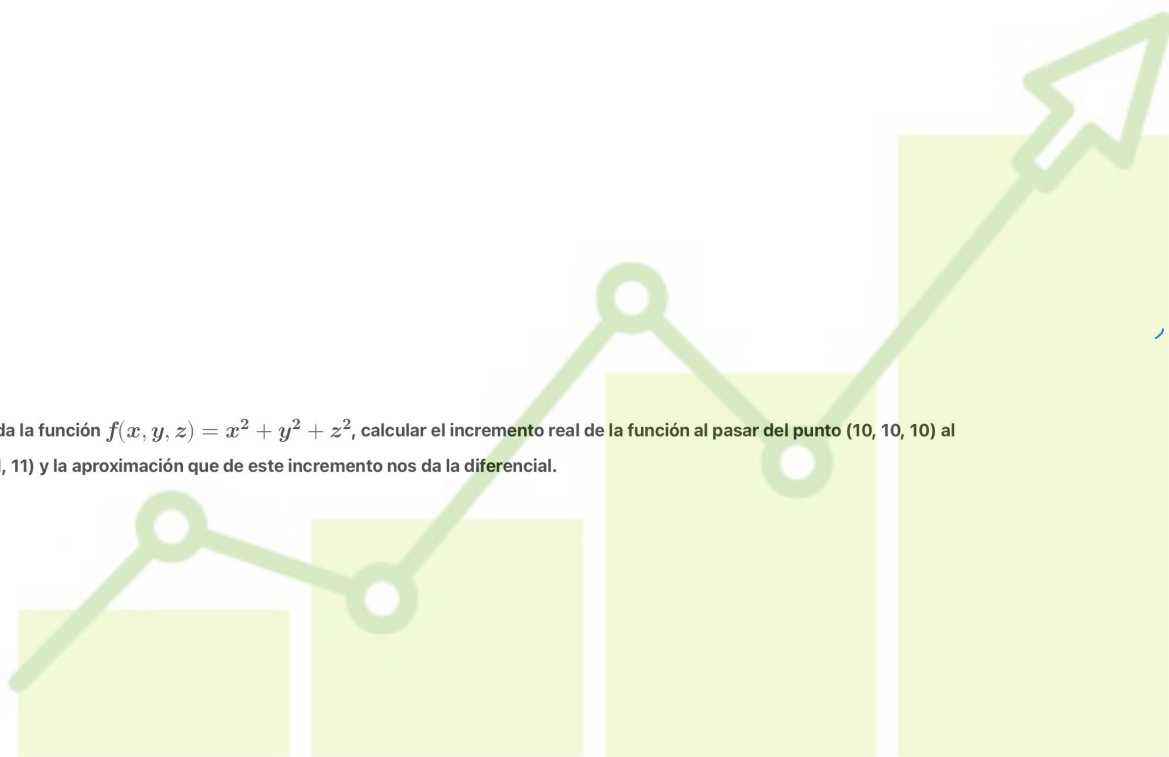 da la función f(x, y, z) = x² + y² + z², calcular el incremento real de la función al pasar del punto (10, 10, 10) al
, 11) y la aproximación que de este incremento nos da la diferencial.